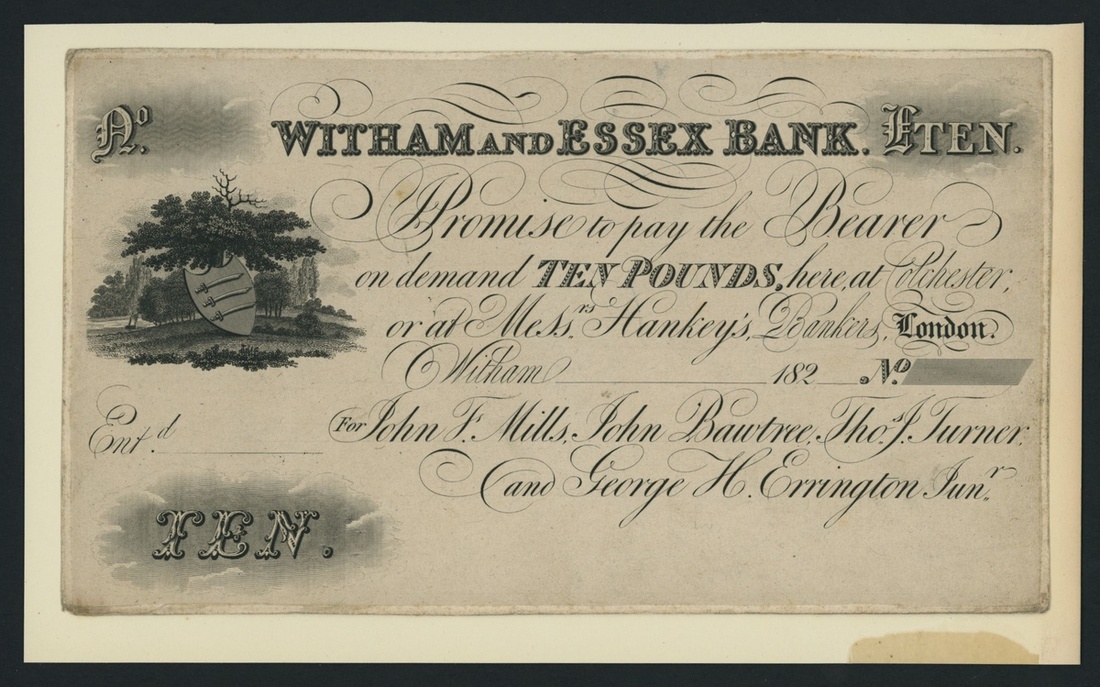 No.
WITHAM AND ESSEX BANK.
£TEN.
I Promise to pay the Bearer
on demand TEN POUNDS, here, at Colchester,
or at Messrs Hankey's, Bankers, London.
Witham 182 No
Entd.
For John F. Mills, John Bawtree, Thos J. Turner,
and George H. Errington Junr.
TEN.